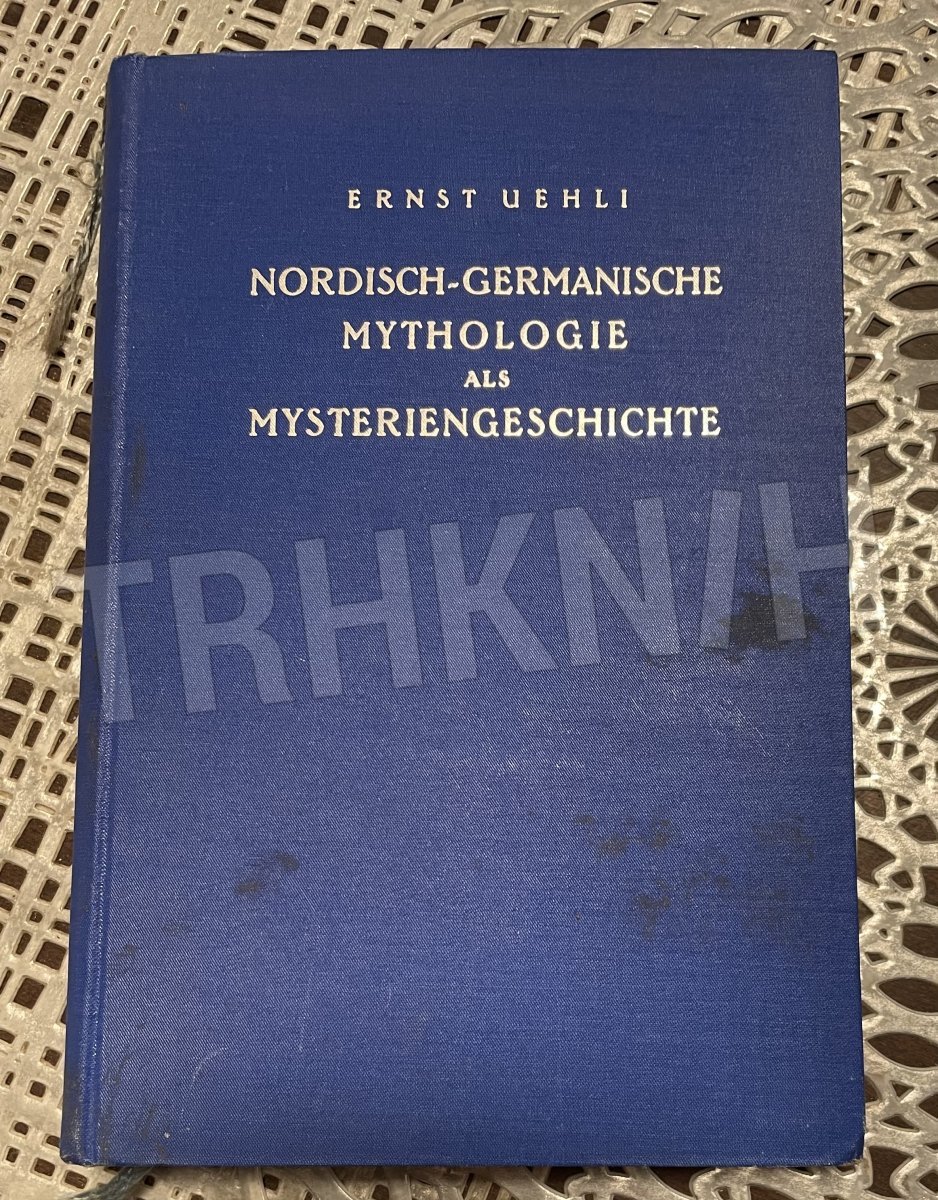 ERNST UEHLI
NORDISCH-GERMANISCHE
MYTHOLOGIE
ALS
MYSTERIENGESCHICHTE